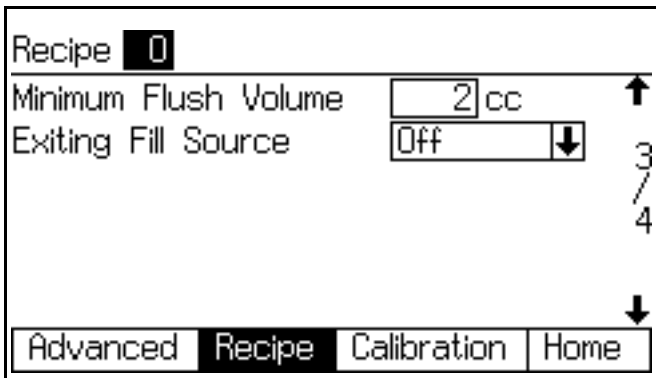 Recipe 0
Minimum Flush Volume 2 cc
Exiting Fill Source Off
3
/
4
Advanced Recipe Calibration Home